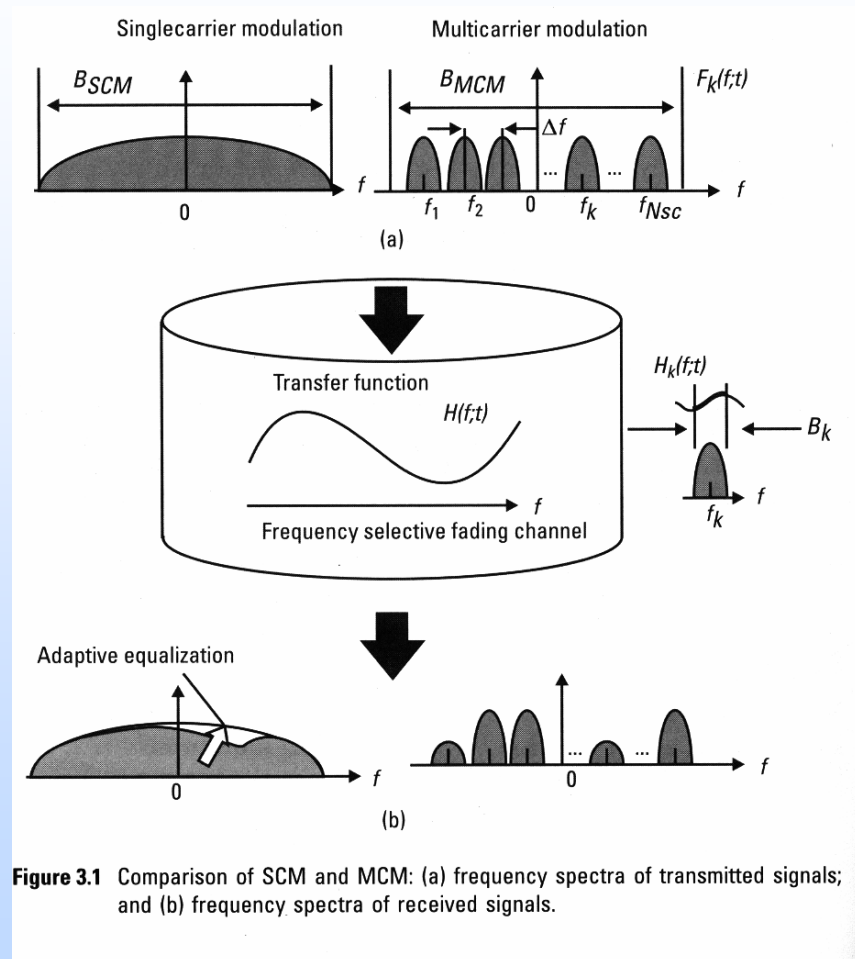 Singlecarrier modulation
Multicarrier modulation
BSCM
BMCM
Fk(f;t)
Δf
f
0
f1 f2 0 ... fk ... fNsc
f
(a)
Transfer function
H(f;t)
f
Frequency selective fading channel
Hk(f;t)
Bk
f
fk
Adaptive equalization
f
0
... ...
0
f
(b)
Figure 3.1 Comparison of SCM and MCM: (a) frequency spectra of transmitted signals;
and (b) frequency spectra of received signals.